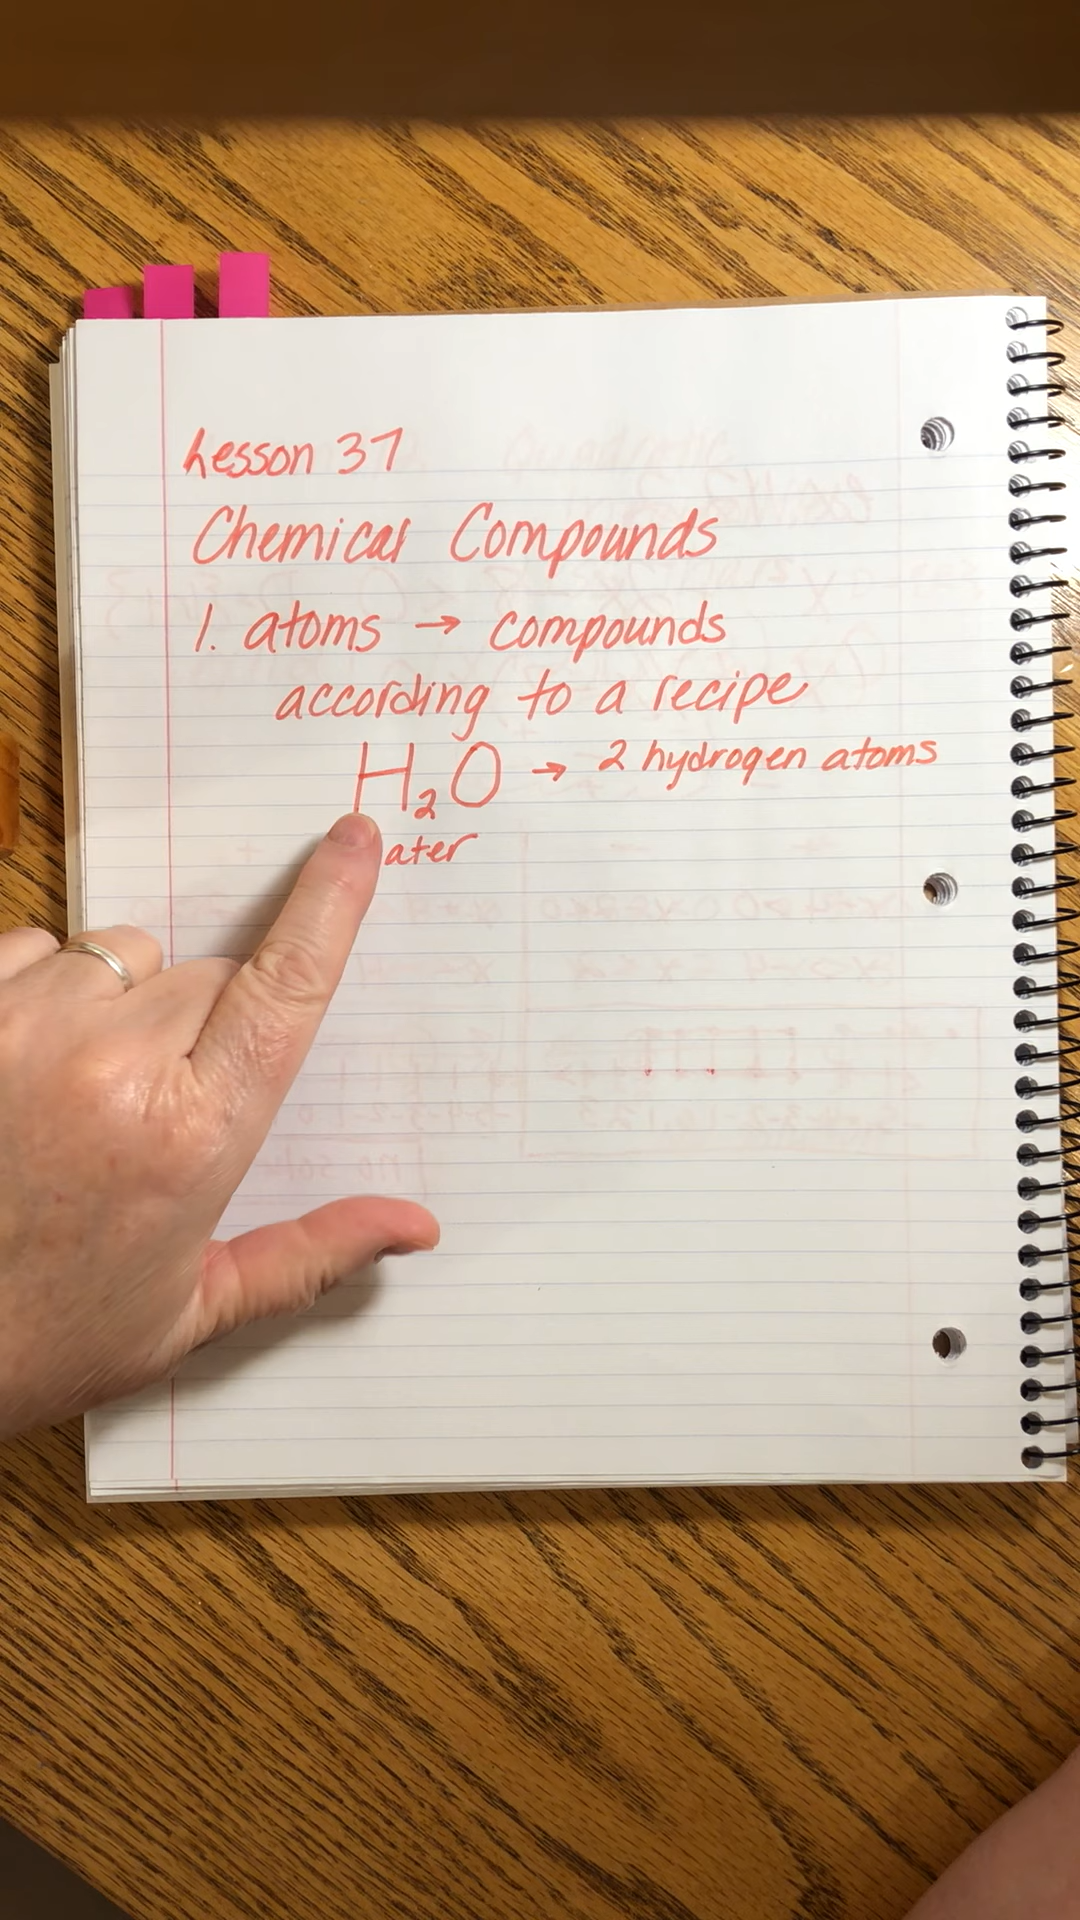 Lesson 37
Chemical Compounds
1. atoms → compounds
according to a recipe
H₂O → 2 hydrogen atoms
ater